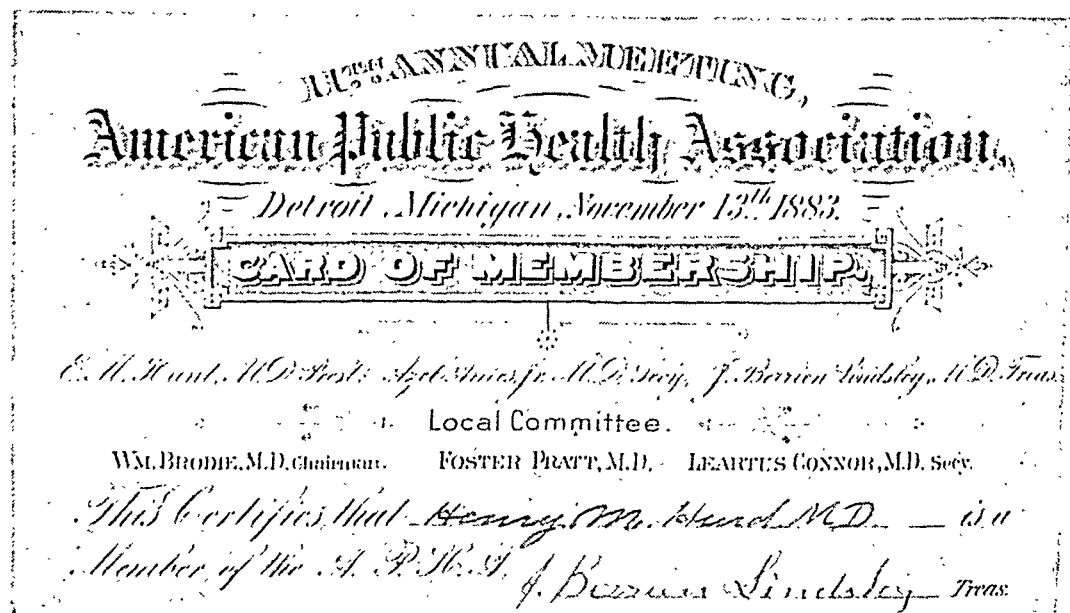 11TH ANNUAL MEETING,
American Public Health Association,
Detroit, Michigan, November 13th 1883.
CARD OF MEMBERSHIP.
E. M. Hunt, M.D. Prest. Azel Ames, Jr. M.D. Secy. J. Berrien Lindsley, M.D. Treas.
Local Committee.
WM. BRODIE, M.D. Chairman. FOSTER PRATT, M.D. LEARTUS CONNOR, M.D. Secy.
This Certifies that Henry M. Hurd M.D. is a
Member of the A. P. H. A.
J. Berrien Lindsley Treas.